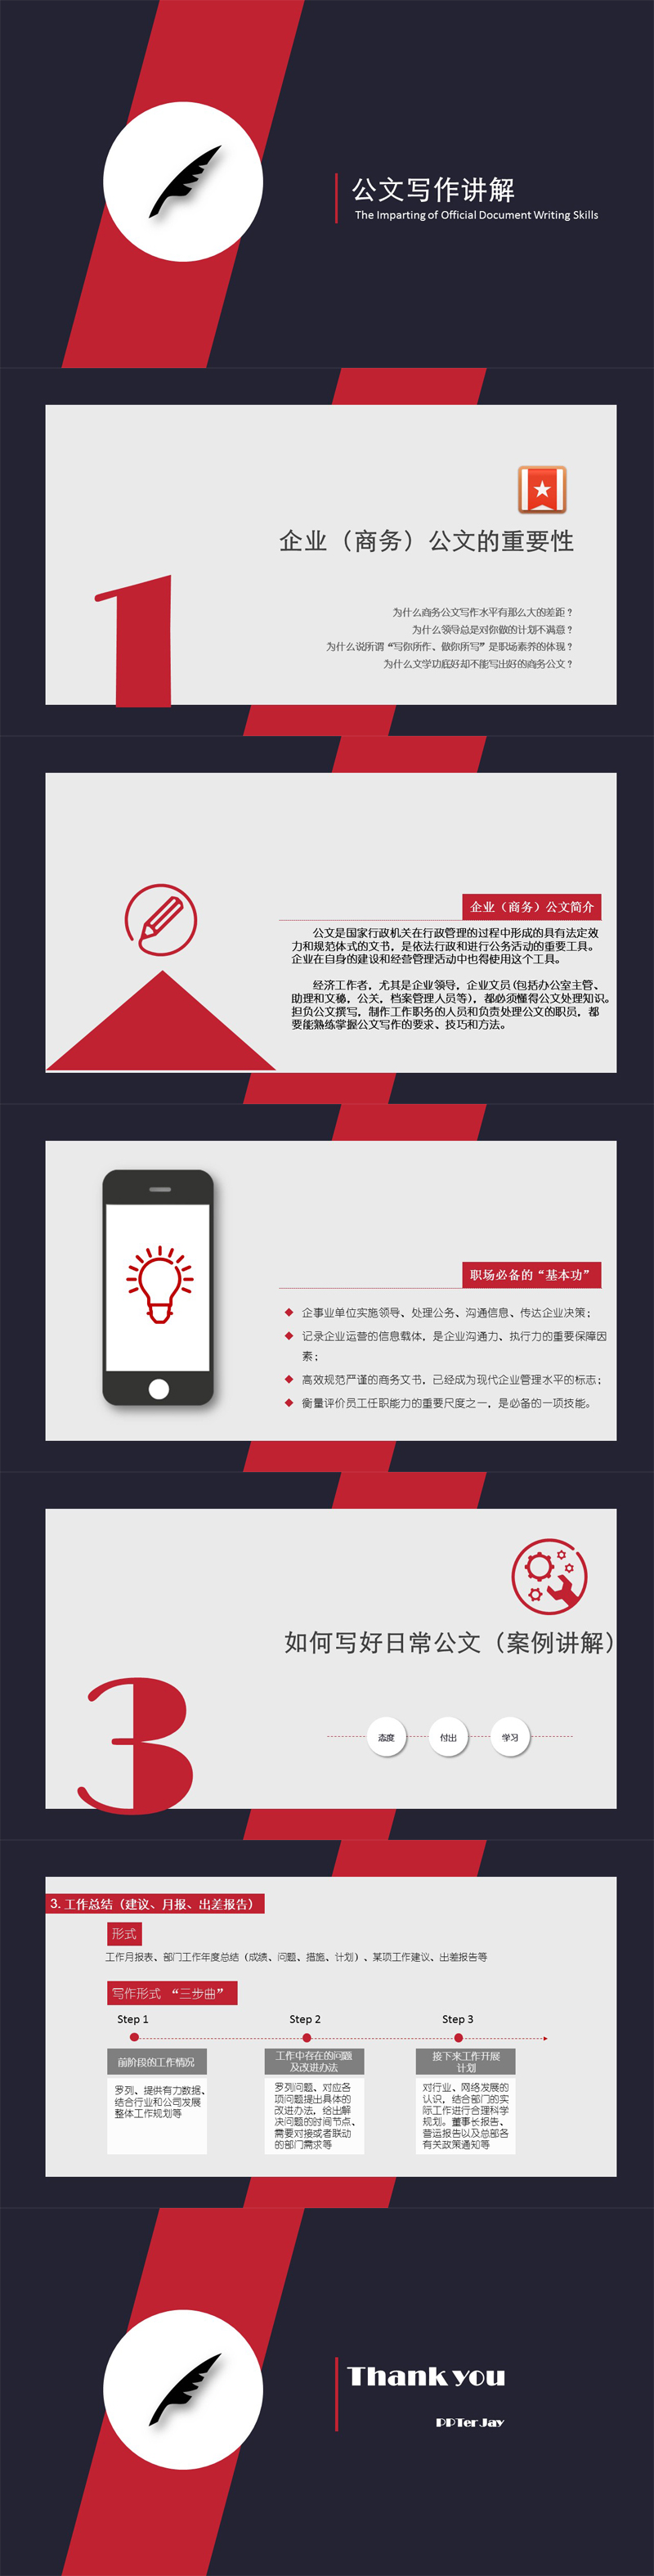 公文写作讲解
The Imparting of Official Document Writing Skills
企业（商务）公文的重要性
为什么商务公文写作水平有那么大的差距？
为什么领导总是对你做的计划不满意？
为什么说所谓“写你所作、做你所写”是职场素养的体现？
为什么文学功底好却不能写出好的商务公文？
1
企业（商务）公文简介
公文是国家行政机关在行政管理的过程中形成的具有法定效
力和规范体式的文书，是依法行政和进行公务活动的重要工具。
企业在自身的建设和经营管理活动中也得使用这个工具。
经济工作者，尤其是企业领导，企业文员(包括办公室主管、
助理和文秘，公关，档案管理人员等)，都必须懂得公文处理知识。
担负公文撰写，制作工作职务的人员和负责处理公文的职员，都
要能熟练掌握公文写作的要求、技巧和方法。
职场必备的“基本功”
企事业单位实施领导、处理公务、沟通信息、传达企业决策；
记录企业运营的信息载体，是企业沟通力、执行力的重要保障因
素；
高效规范严谨的商务文书，已经成为现代企业管理水平的标志；
衡量评价员工任职能力的重要尺度之一，是必备的一项技能。
如何写好日常公文（案例讲解）
3
态度
付出
学习
3. 工作总结（建议、月报、出差报告）
形式
工作月报表、部门工作年度总结（成绩、问题、措施、计划）、某项工作建议、出差报告等
写作形式 “三步曲”
Step 1
Step 2
Step 3
前阶段的工作情况
工作中存在的问题
及改进办法
接下来工作开展
计划
罗列、提供有力数据、
结合行业和公司发展
整体工作规划等
罗列问题、对应各
项问题提出具体的
改进办法，给出解
决问题的时间节点、
需要对接或者联动
的部门需求等
对行业、网络发展的
认识，结合部门的实
际工作进行合理科学
规划。董事长报告、
营运报告以及总部各
有关政策通知等
Thank you
PPTer Jay